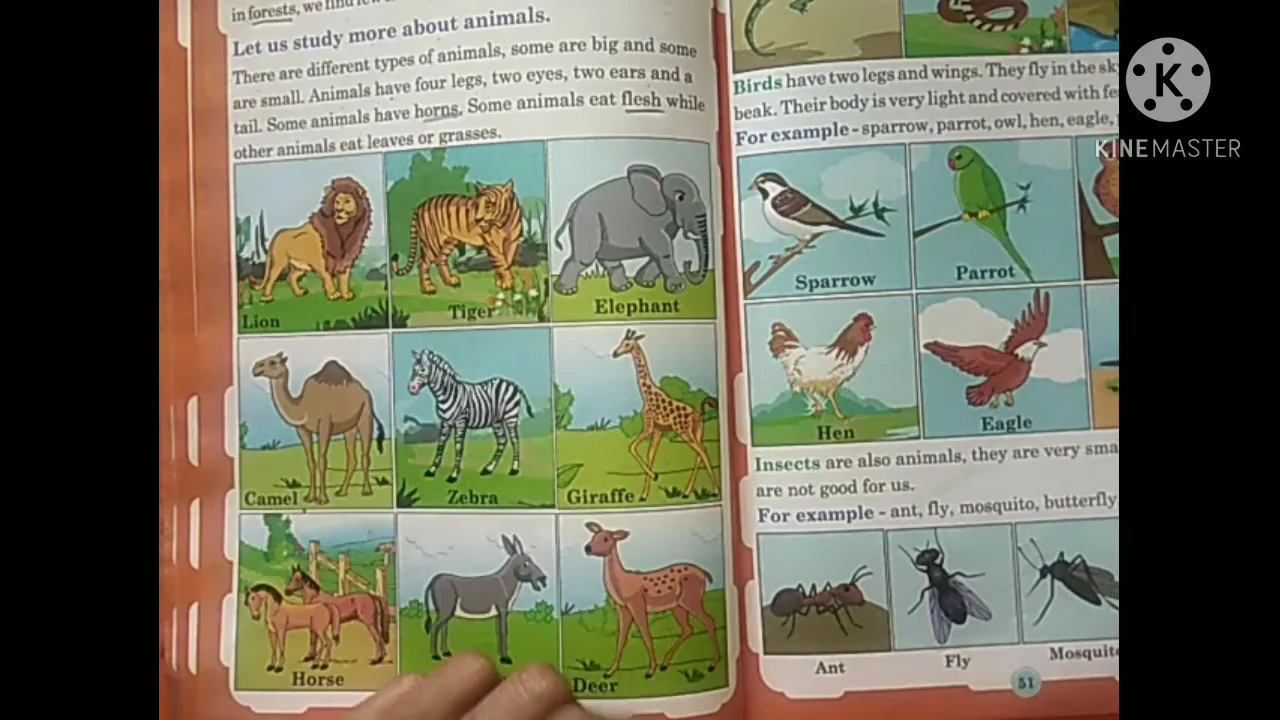 in forests, we find
Let us study more about animals.
There are different types of animals, some are big and some
are small. Animals have four legs, two eyes, two ears and a
tail. Some animals have horns. Some animals eat flesh while
other animals eat leaves or grasses.
Lion
Tiger
Elephant
Camel
Zebra
Giraffe
Horse
Deer
Birds have two legs and wings. They fly in the
beak. Their body is very light and covered with
For example - sparrow, parrot, owl, hen, eagle,
Sparrow
Parrot
Hen
Eagle
Insects are also animals, they are very
are not good for us.
For example - ant, fly, mosquito, butterfly
Ant
Fly
Mosquit
51
K
KINEMASTER